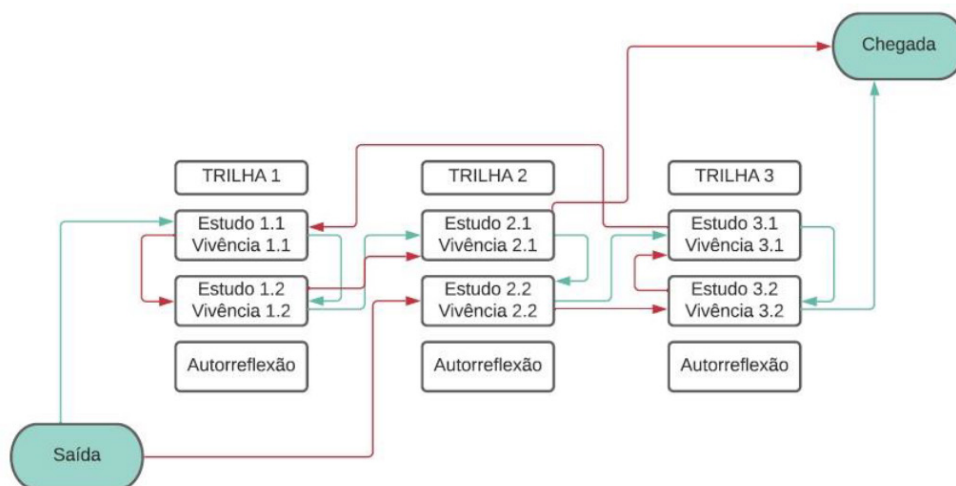 Chegada
TRILHA 1
TRILHA 2
TRILHA 3
Estudo 1.1
Vivência 1.1
Estudo 2.1
Vivência 2.1
Estudo 3.1
Vivência 3.1
Estudo 1.2
Vivência 1.2
Estudo 2.2
Vivência 2.2
Estudo 3.2
Vivência 3.2
Autorreflexão
Autorreflexão
Autorreflexão
Saída